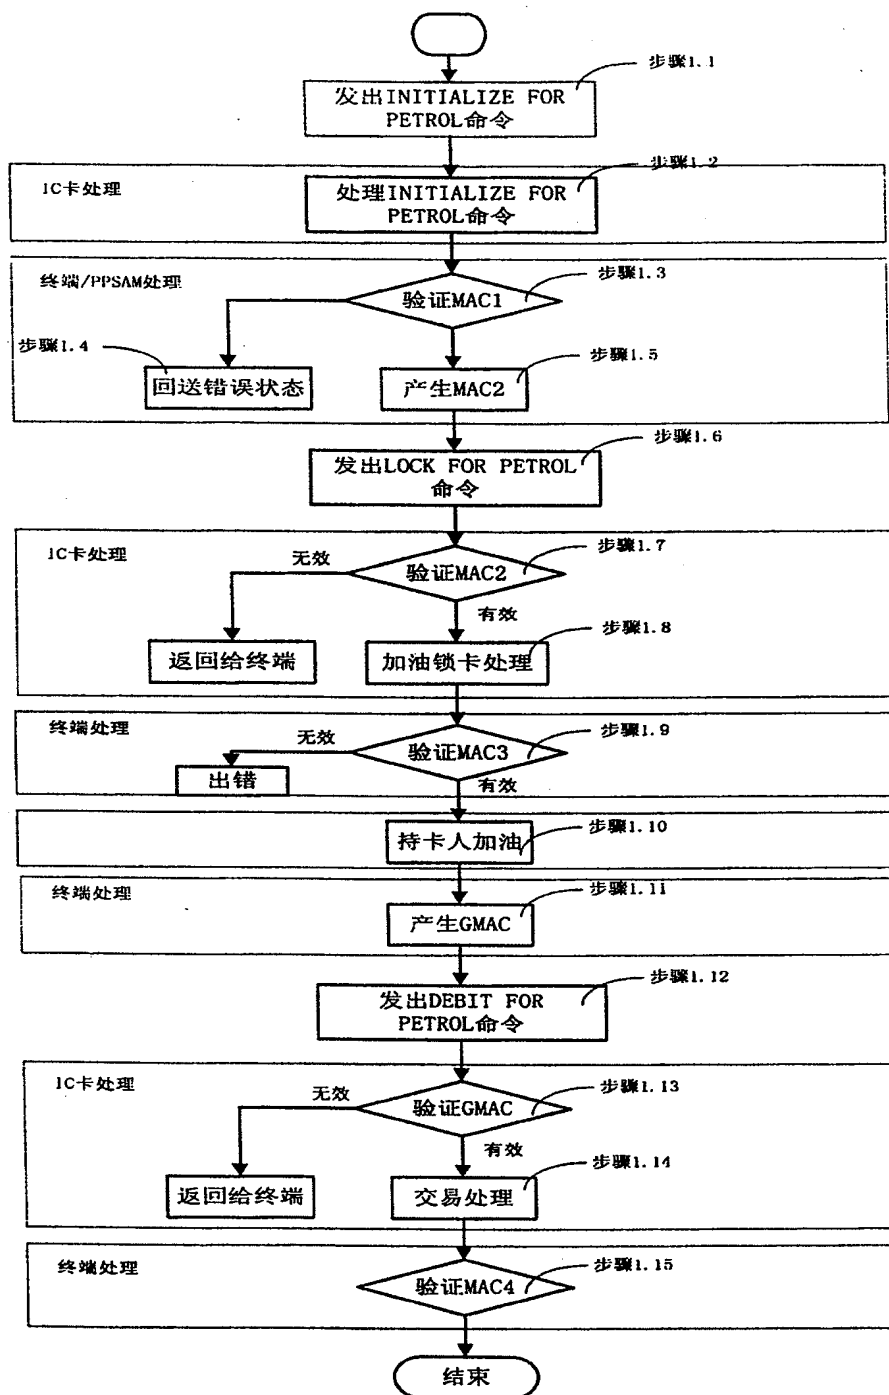 步骤1.1
发出INITIALIZE FOR
PETROL命令
步骤1.2
IC卡处理
处理INITIALIZE FOR
PETROL命令
终端/PPSAM处理
步骤1.3
验证MAC1
步骤1.4
步骤1.5
回送错误状态
产生MAC2
步骤1.6
发出LOCK FOR PETROL
命令
IC卡处理
步骤1.7
无效
验证MAC2
有效
步骤1.8
返回给终端
加油锁卡处理
终端处理
步骤1.9
无效
验证MAC3
出错
有效
步骤1.10
持卡人加油
终端处理
步骤1.11
产生GMAC
步骤1.12
发出DEBIT FOR
PETROL命令
IC卡处理
步骤1.13
无效
验证GMAC
有效
步骤1.14
返回给终端
交易处理
终端处理
步骤1.15
验证MAC4
结束